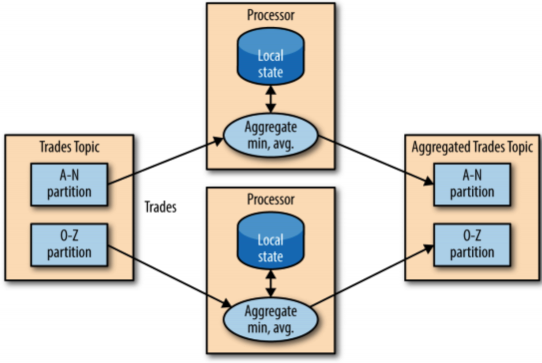 Processor
Local
state
Aggregate
min, avg.
Trades Topic
A-N
partition
O-Z
partition
Trades
Processor
Local
state
Aggregate
min, avg.
Aggregated Trades Topic
A-N
partition
O-Z
partition